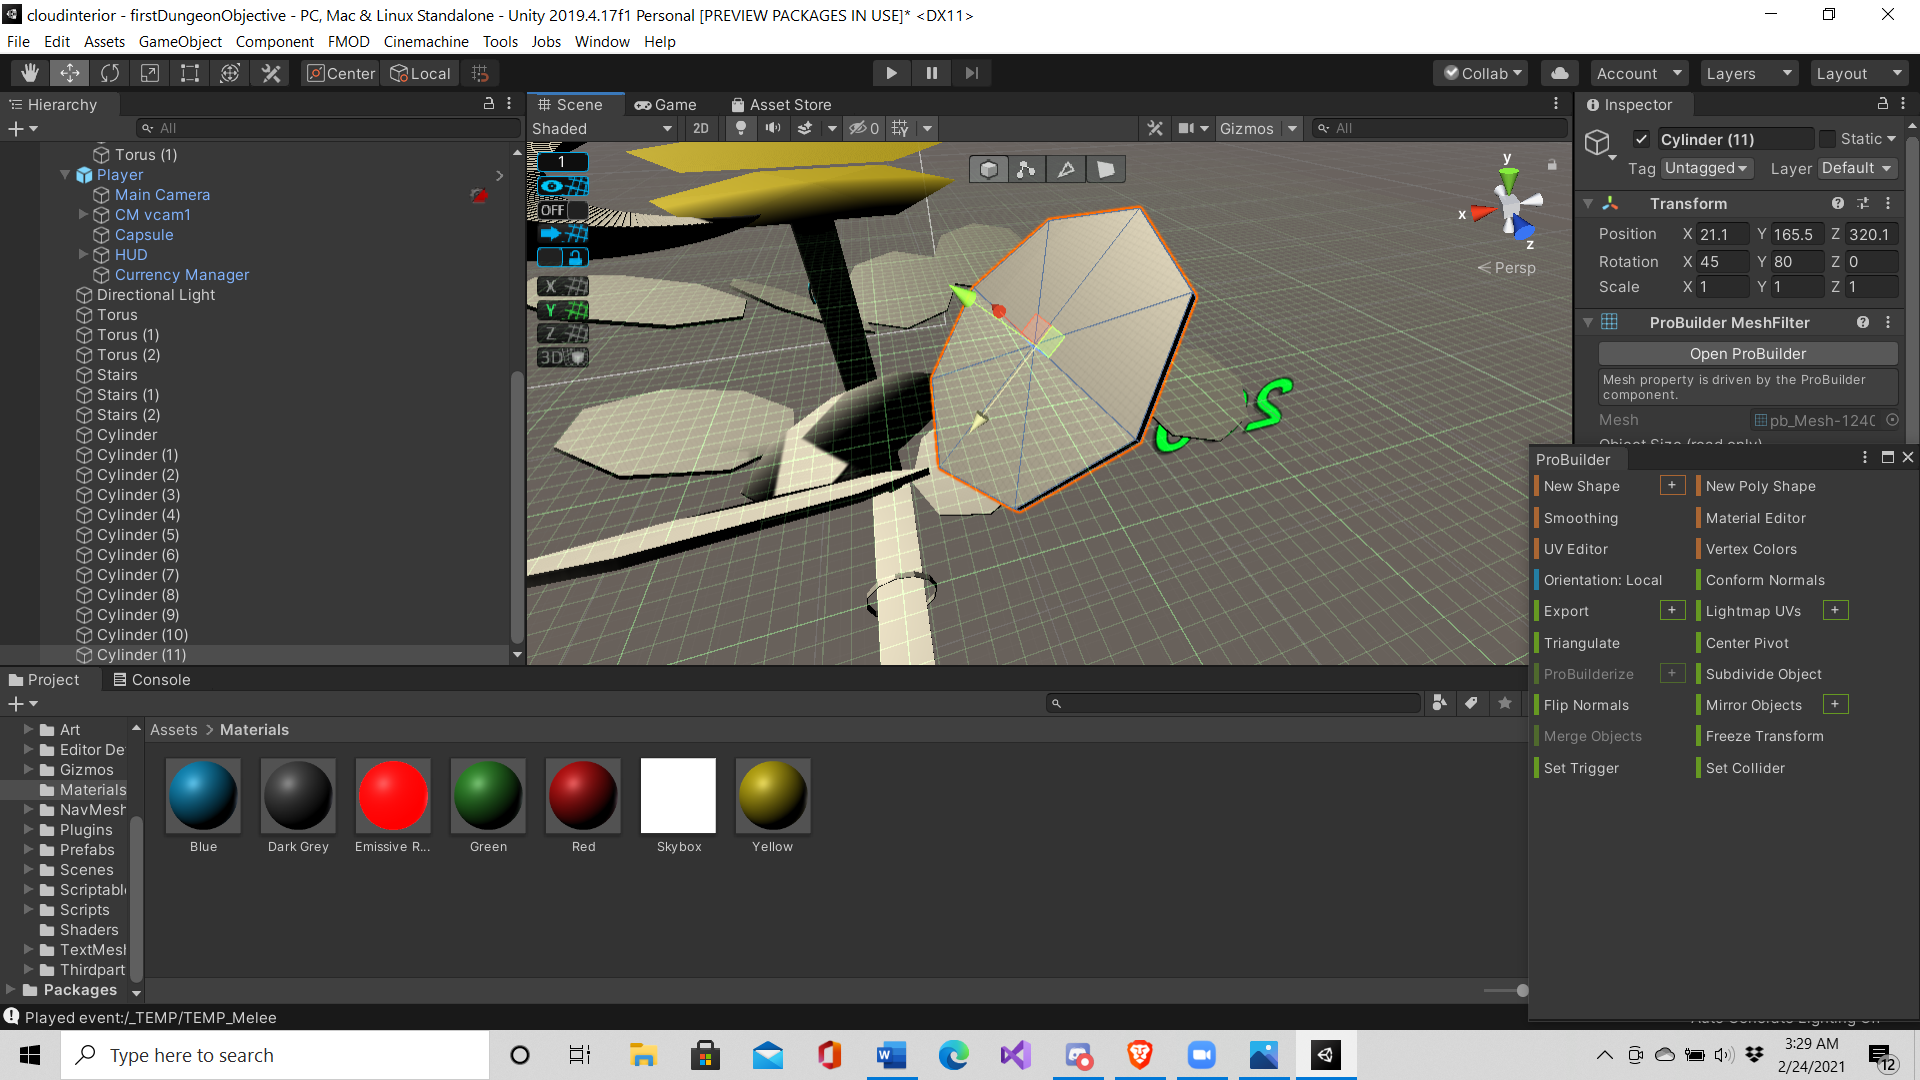 cloudinterior - firstDungeonObjective - PC, Mac & Linux Standalone - Unity 2019.4.17f1 Personal [PREVIEW PACKAGES IN USE]* <DX11>
File Edit Assets GameObject Component FMOD Cinemachine Tools Jobs Window Help
Center Local Collab Account Layers Layout
Hierarchy
All
Torus (1)
Player
Main Camera
CM vcam1
Capsule
HUD
Currency Manager
Directional Light
Torus
Torus (1)
Torus (2)
Stairs
Stairs (1)
Stairs (2)
Cylinder
Cylinder (1)
Cylinder (2)
Cylinder (3)
Cylinder (4)
Cylinder (5)
Cylinder (6)
Cylinder (7)
Cylinder (8)
Cylinder (9)
Cylinder (10)
Cylinder (11)
Scene Game Asset Store
Shaded 2D 0 Gizmos All
1
OFF
X
Y
Z
3D
y
x
z
Persp
2
Inspector
Cylinder (11) Static
Tag Untagged Layer Default
Transform
Position X 21.1 Y 165.5 Z 320.1
Rotation X 45 Y 80 Z 0
Scale X 1 Y 1 Z 1
ProBuilder MeshFilter
Open ProBuilder
Mesh property is driven by the ProBuilder
component.
Mesh pb_Mesh-1240
Object Size (read only)
ProBuilder
New Shape + New Poly Shape
Smoothing Material Editor
UV Editor Vertex Colors
Orientation: Local Conform Normals
Export + Lightmap UVs +
Triangulate Center Pivot
ProBuilderize + Subdivide Object
Flip Normals Mirror Objects +
Merge Objects Freeze Transform
Set Trigger Set Collider
Project Console
Art
Editor De
Gizmos
Materials
NavMesh
Plugins
Prefabs
Scenes
Scriptabl
Scripts
Shaders
TextMesh
Thirdpart
Packages
Assets > Materials
Blue Dark Grey Emissive R... Green Red Skybox Yellow
Played event:/_TEMP/TEMP_Melee
Auto Generate Lighting Off
Type here to search
3:29 AM
2/24/2021
12